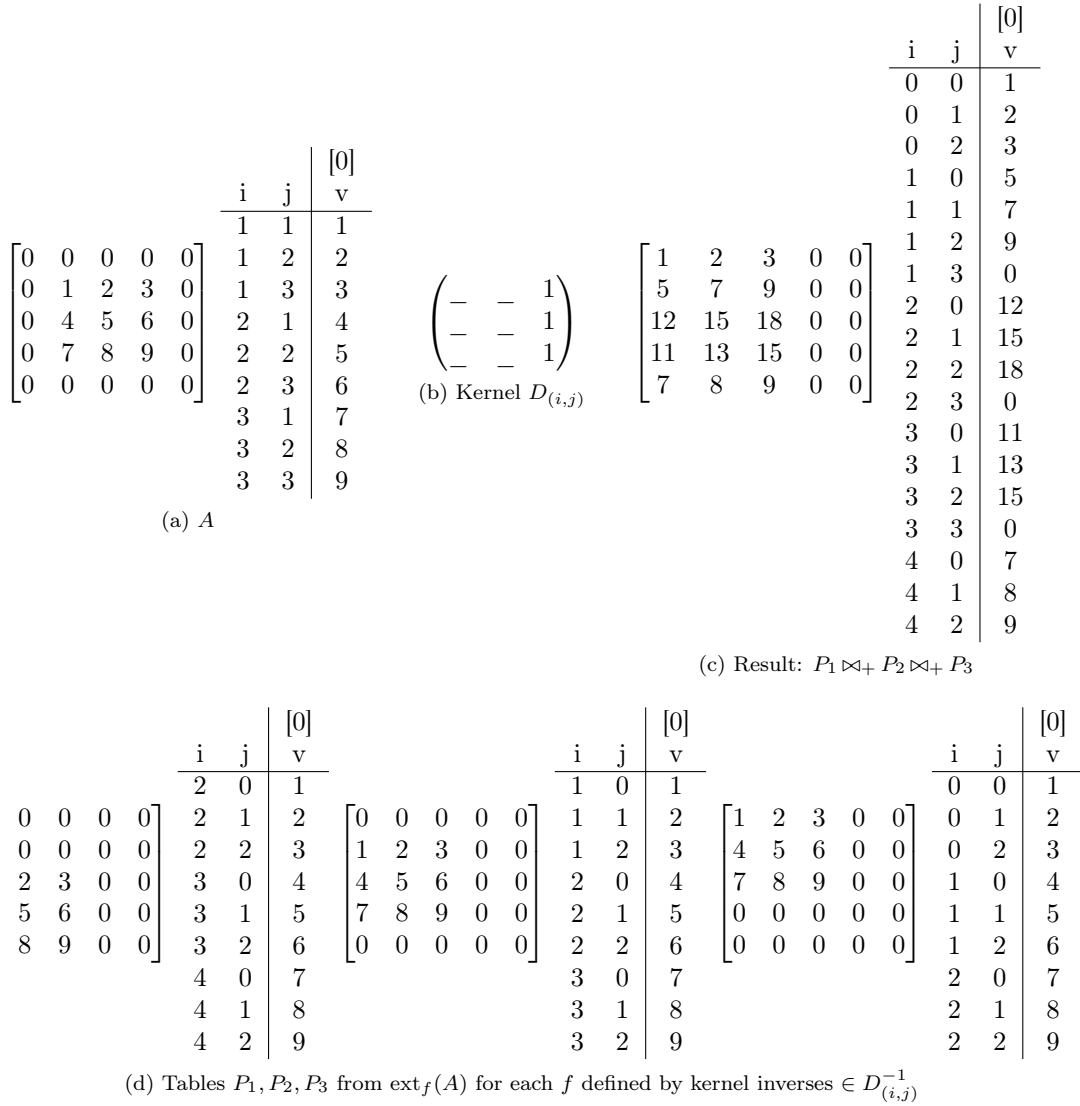 0 0 0 0 0
0 1 2 3 0
0 4 5 6 0
0 7 8 9 0
0 0 0 0 0
[0]
i j v
1 1 1
1 2 2
1 3 3
2 1 4
2 2 5
2 3 6
3 1 7
3 2 8
3 3 9
(a) A
_ _ 1
_ _ 1
_ _ 1
(b) Kernel D(i,j)
1 2 3 0 0
5 7 9 0 0
12 15 18 0 0
11 13 15 0 0
7 8 9 0 0
[0]
i j v
0 0 1
0 1 2
0 2 3
1 0 5
1 1 7
1 2 9
1 3 0
2 0 12
2 1 15
2 2 18
2 3 0
3 0 11
3 1 13
3 2 15
3 3 0
4 0 7
4 1 8
4 2 9
(c) Result: P₁ ⋈₊ P₂ ⋈₊ P₃
0 0 0 0
0 0 0 0
2 3 0 0
5 6 0 0
8 9 0 0
[0]
i j v
2 0 1
2 1 2
2 2 3
3 0 4
3 1 5
3 2 6
4 0 7
4 1 8
4 2 9
0 0 0 0 0
1 2 3 0 0
4 5 6 0 0
7 8 9 0 0
0 0 0 0 0
[0]
i j v
1 0 1
1 1 2
1 2 3
2 0 4
2 1 5
2 2 6
3 0 7
3 1 8
3 2 9
1 2 3 0 0
4 5 6 0 0
7 8 9 0 0
0 0 0 0 0
0 0 0 0 0
[0]
i j v
0 0 1
0 1 2
0 2 3
1 0 4
1 1 5
1 2 6
2 0 7
2 1 8
2 2 9
(d) Tables P₁, P₂, P₃ from ext_f(A) for each f defined by kernel inverses ∈ D⁻¹(i,j)